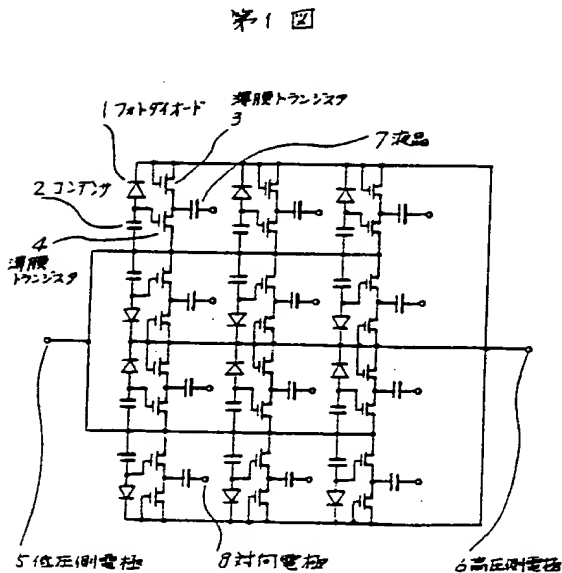 第1図
1フォトダイオード
薄膜トランジスタ
3
7液晶
2コンデンサ
4
薄膜
トランジスタ
5低圧側電極
8対向電極
6高圧側電極